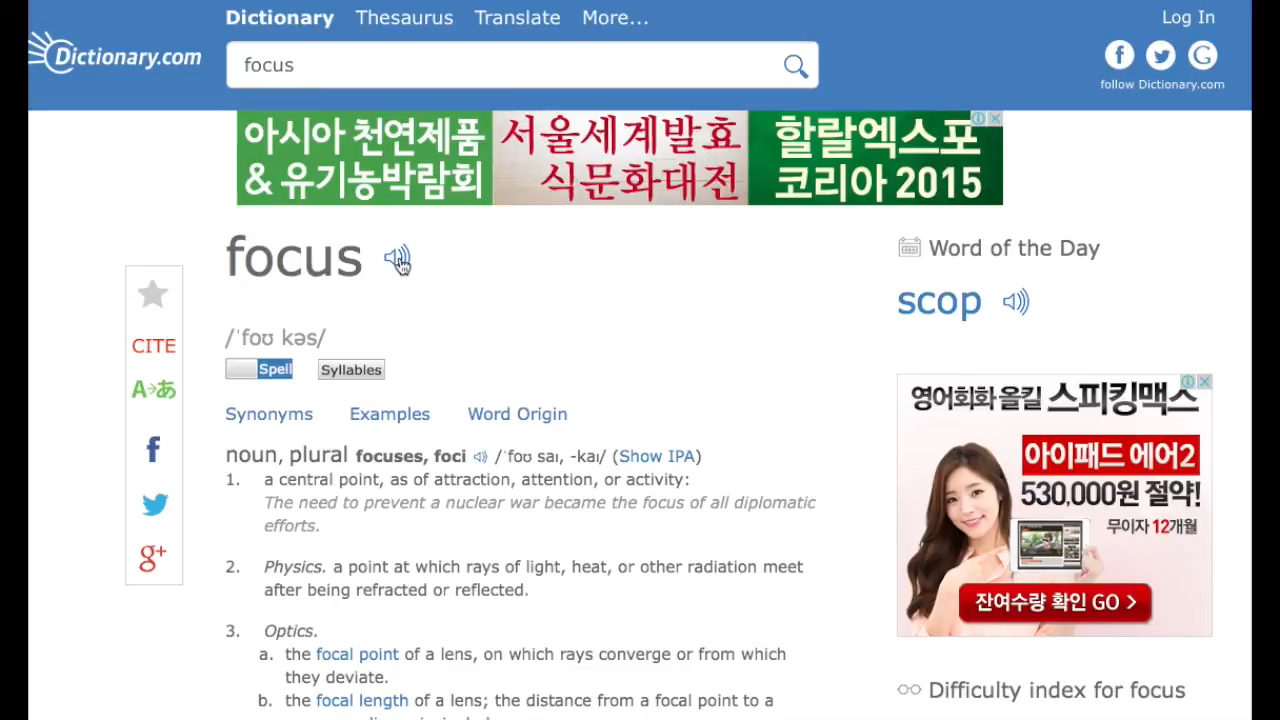 Dictionary Thesaurus Translate More... Log In
Dictionary.com
focus
follow Dictionary.com
아시아 천연제품
& 유기농박람회
서울세계발효
식문화대전
할랄엑스포
코리아 2015
focus
/ˈfoʊ kəs/
Spell Syllables
Synonyms Examples Word Origin
noun, plural focuses, foci /ˈfoʊ saɪ, -kaɪ/ (Show IPA)
1. a central point, as of attraction, attention, or activity:
The need to prevent a nuclear war became the focus of all diplomatic
efforts.
2. Physics. a point at which rays of light, heat, or other radiation meet
after being refracted or reflected.
3. Optics.
a. the focal point of a lens, on which rays converge or from which
they deviate.
b. the focal length of a lens; the distance from a focal point to a
CITE
A→あ
f
g+
Word of the Day
scop
영어회화 올킬 스피킹맥스
아이패드 에어2
530,000원 절약!
무이자 12개월
잔여수량 확인 GO >
Difficulty index for focus